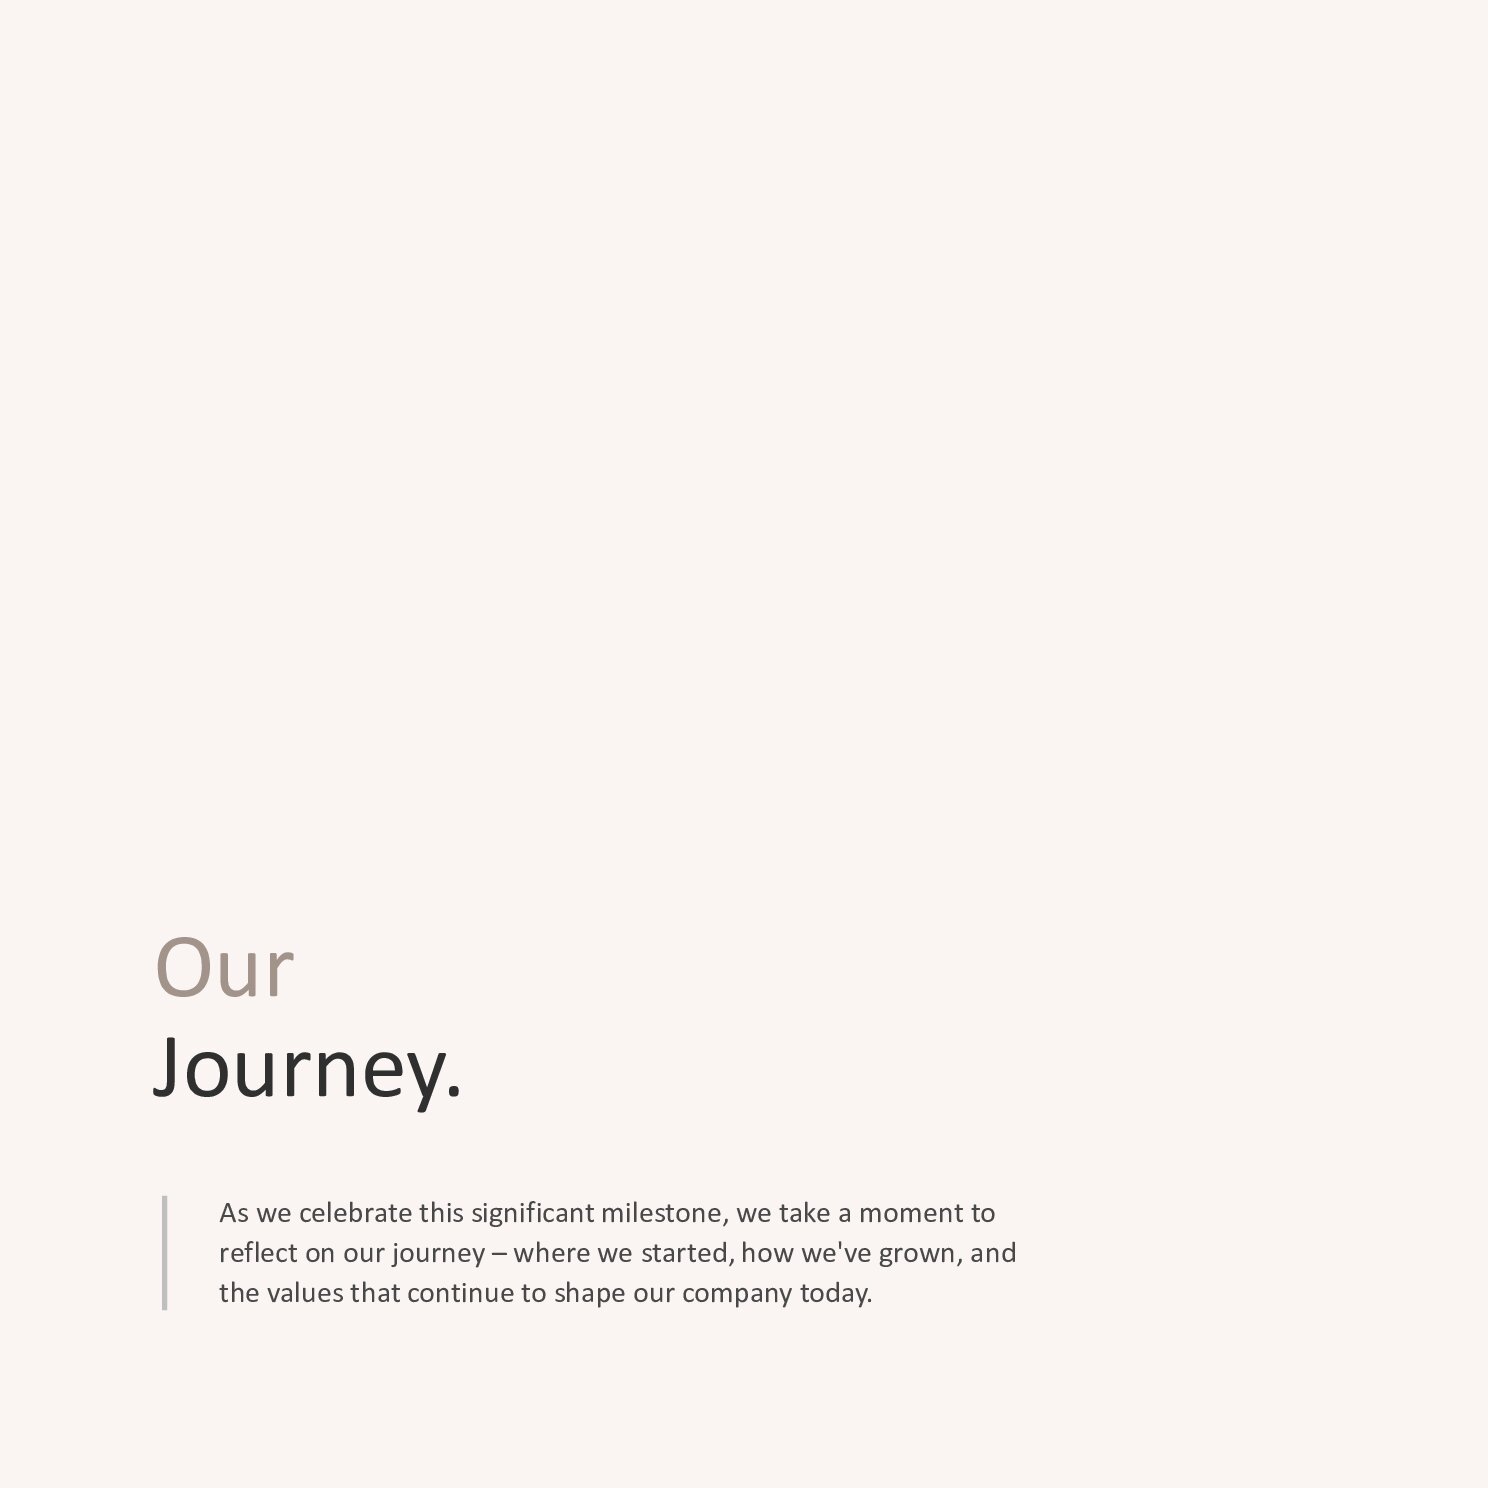 Our
Journey.
As we celebrate this significant milestone, we take a moment to
reflect on our journey – where we started, how we've grown, and
the values that continue to shape our company today.